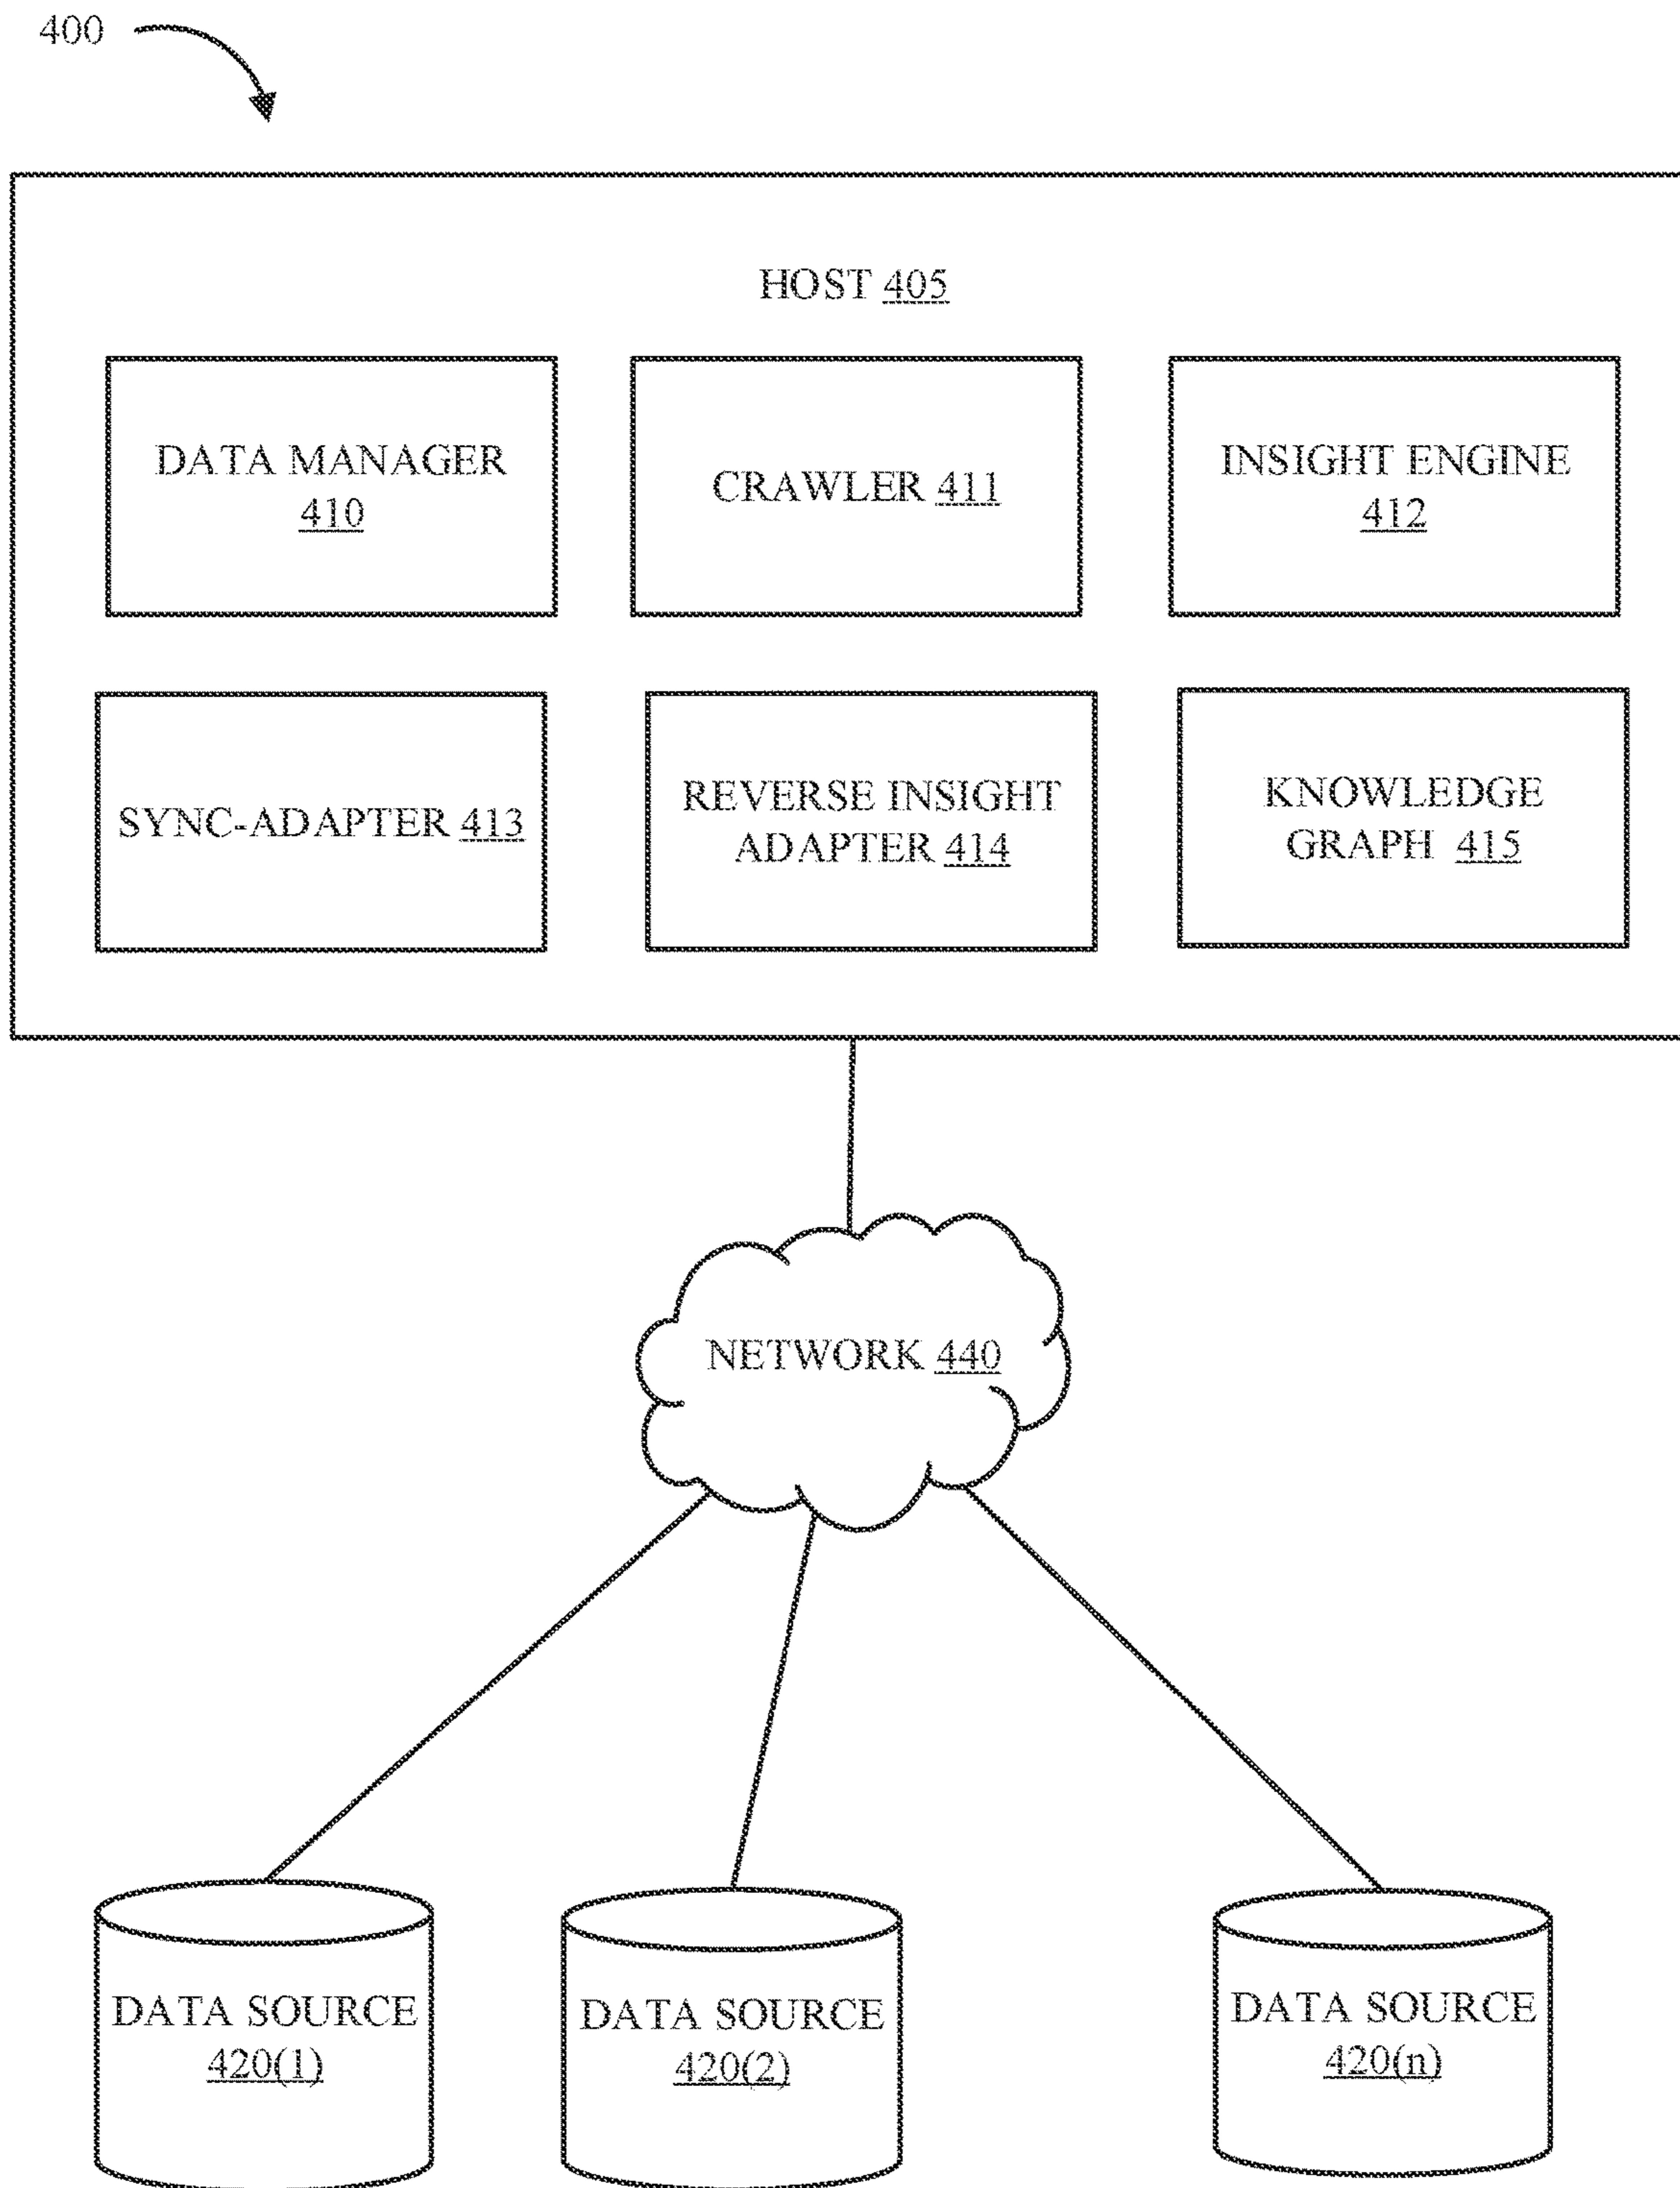 400
HOST 405
DATA MANAGER
410
CRAWLER 411
INSIGHT ENGINE
412
SYNC-ADAPTER 413
REVERSE INSIGHT
ADAPTER 414
KNOWLEDGE
GRAPH 415
NETWORK 440
DATA SOURCE
420(1)
DATA SOURCE
420(2)
DATA SOURCE
420(n)